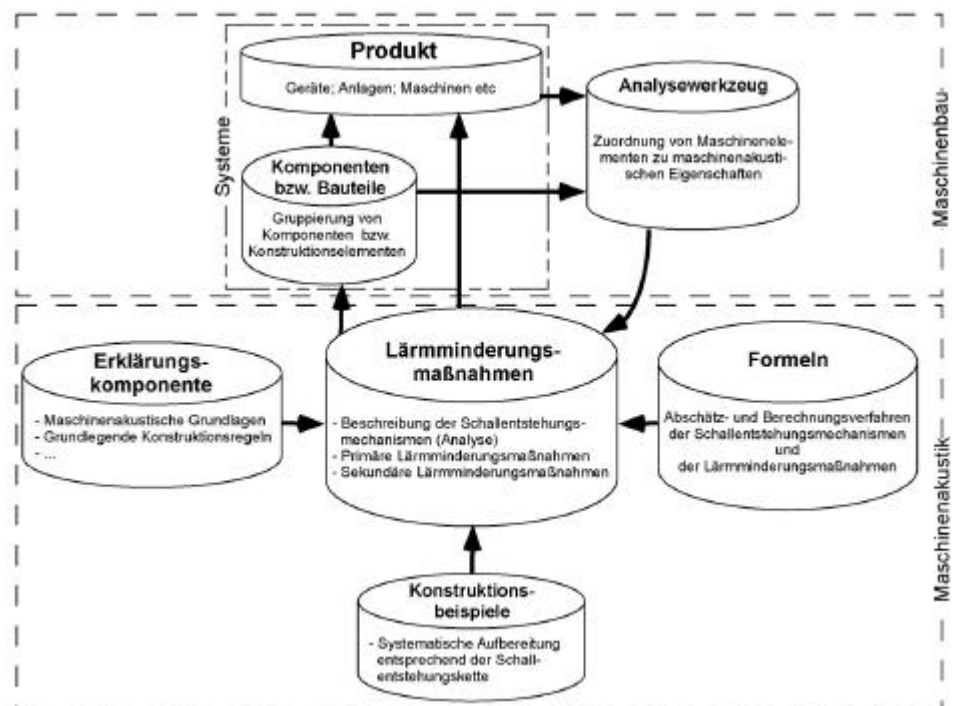 Produkt
Geräte; Anlagen; Maschinen etc
Analysewerkzeug
Zuordnung von Maschinenele-
menten zu maschinenakusti-
schen Eigenschaften
Systeme
Komponenten
bzw. Bauteile
Gruppierung von
Komponenten bzw.
Konstruktionselementen
Maschinenbau
Erklärungs-
komponente
- Maschinenakustische Grundlagen
- Grundlegende Konstruktionsregeln
- ...
Lärmminderungs-
maßnahmen
- Beschreibung der Schallentstehungs-
mechanismen (Analyse)
- Primäre Lärmminderungsmaßnahmen
- Sekundäre Lärmminderungsmaßnahmen
Formeln
Abschätz- und Berechnungsverfahren
der Schallentstehungsmechanismen
und
der Lärmminderungsmaßnahmen
Maschinenakustik
Konstruktions-
beispiele
- Systematische Aufbereitung
entsprechend der Schall-
entstehungskette